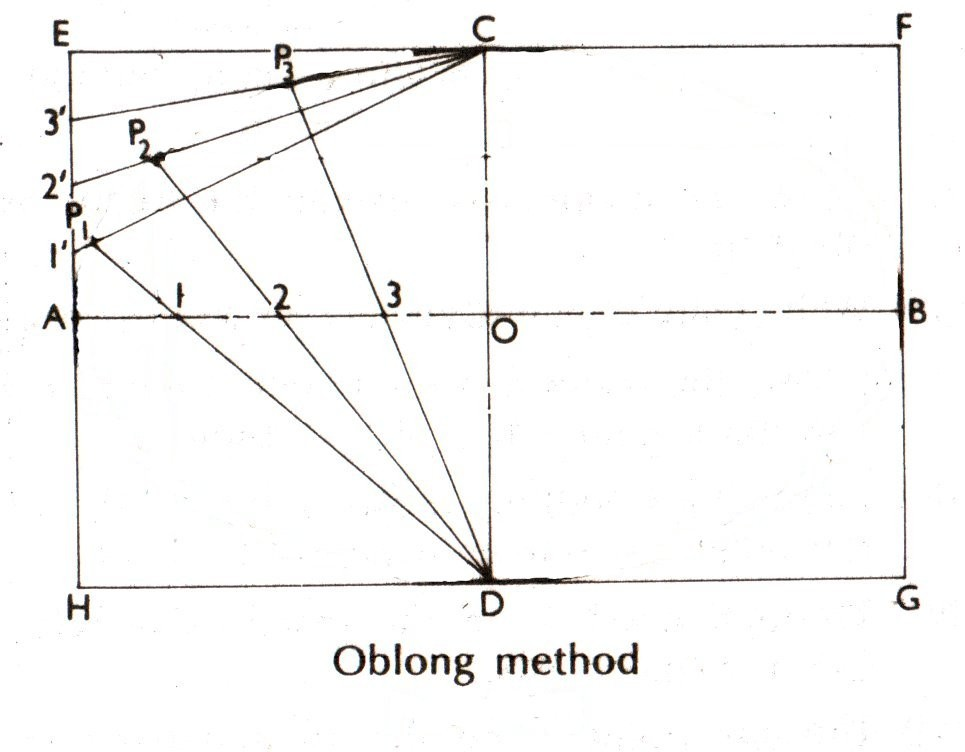 E C F
P3
3'
P2
2'
P1
1'
A 1 2 3 O B
H D G
Oblong method